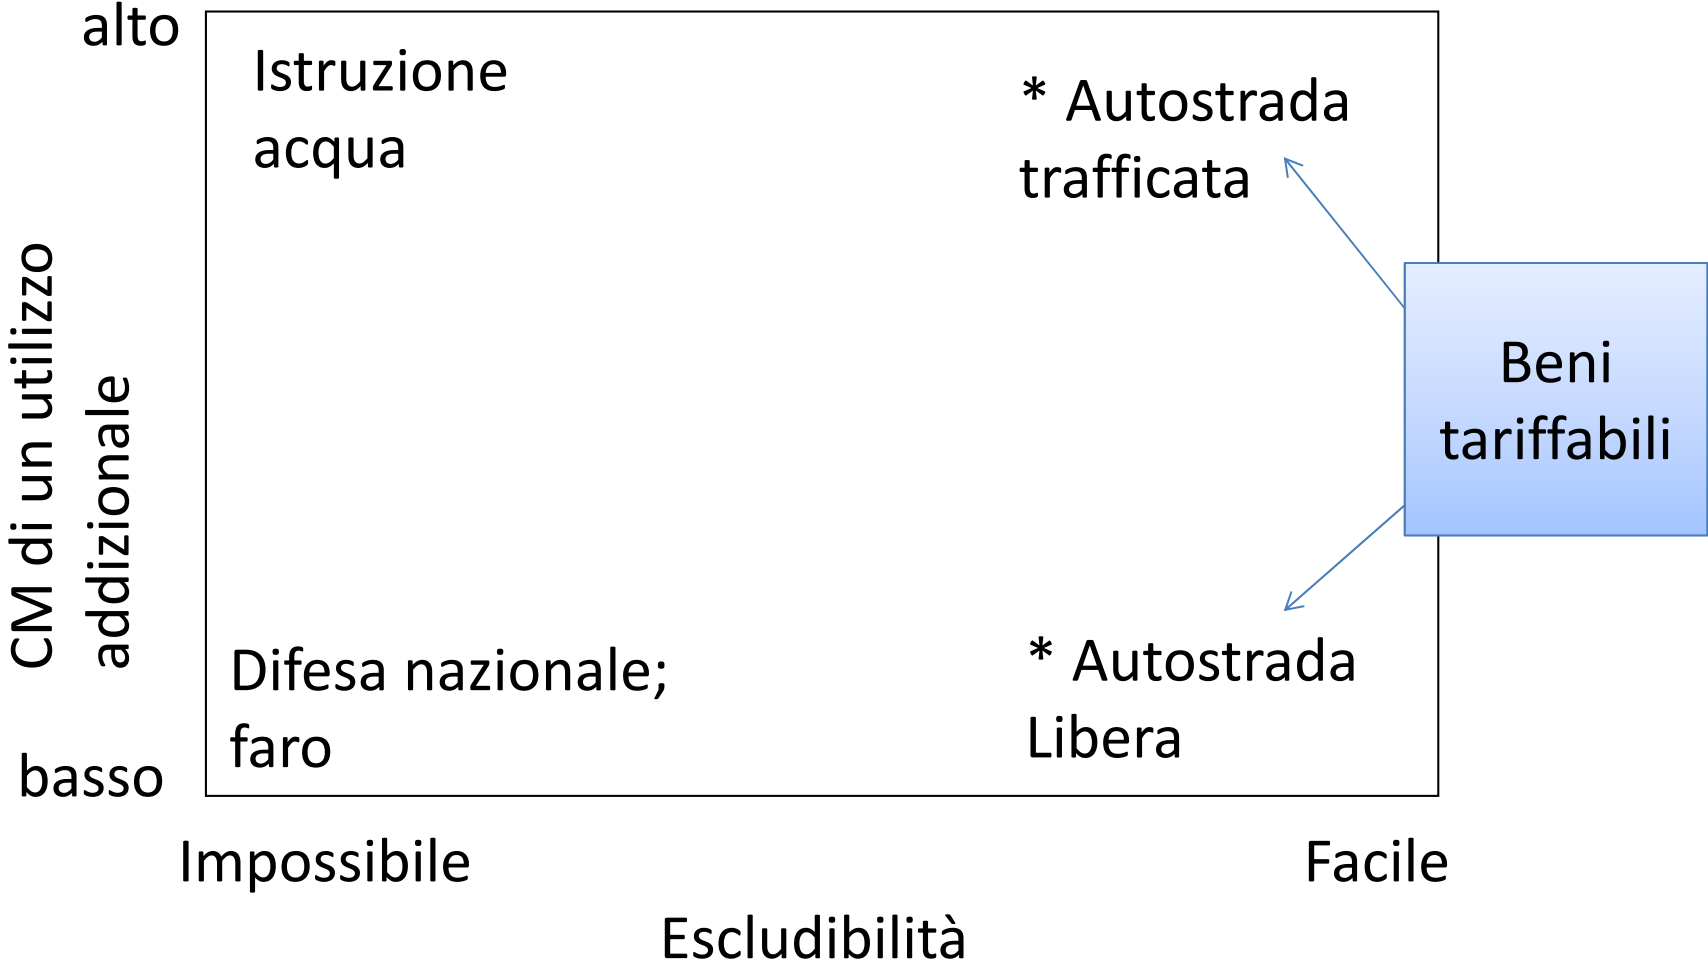 alto
Istruzione
acqua
* Autostrada
trafficata
CM di un utilizzo
addizionale
Beni
tariffabili
Difesa nazionale;
faro
* Autostrada
Libera
basso
Impossibile
Facile
Escludibilità